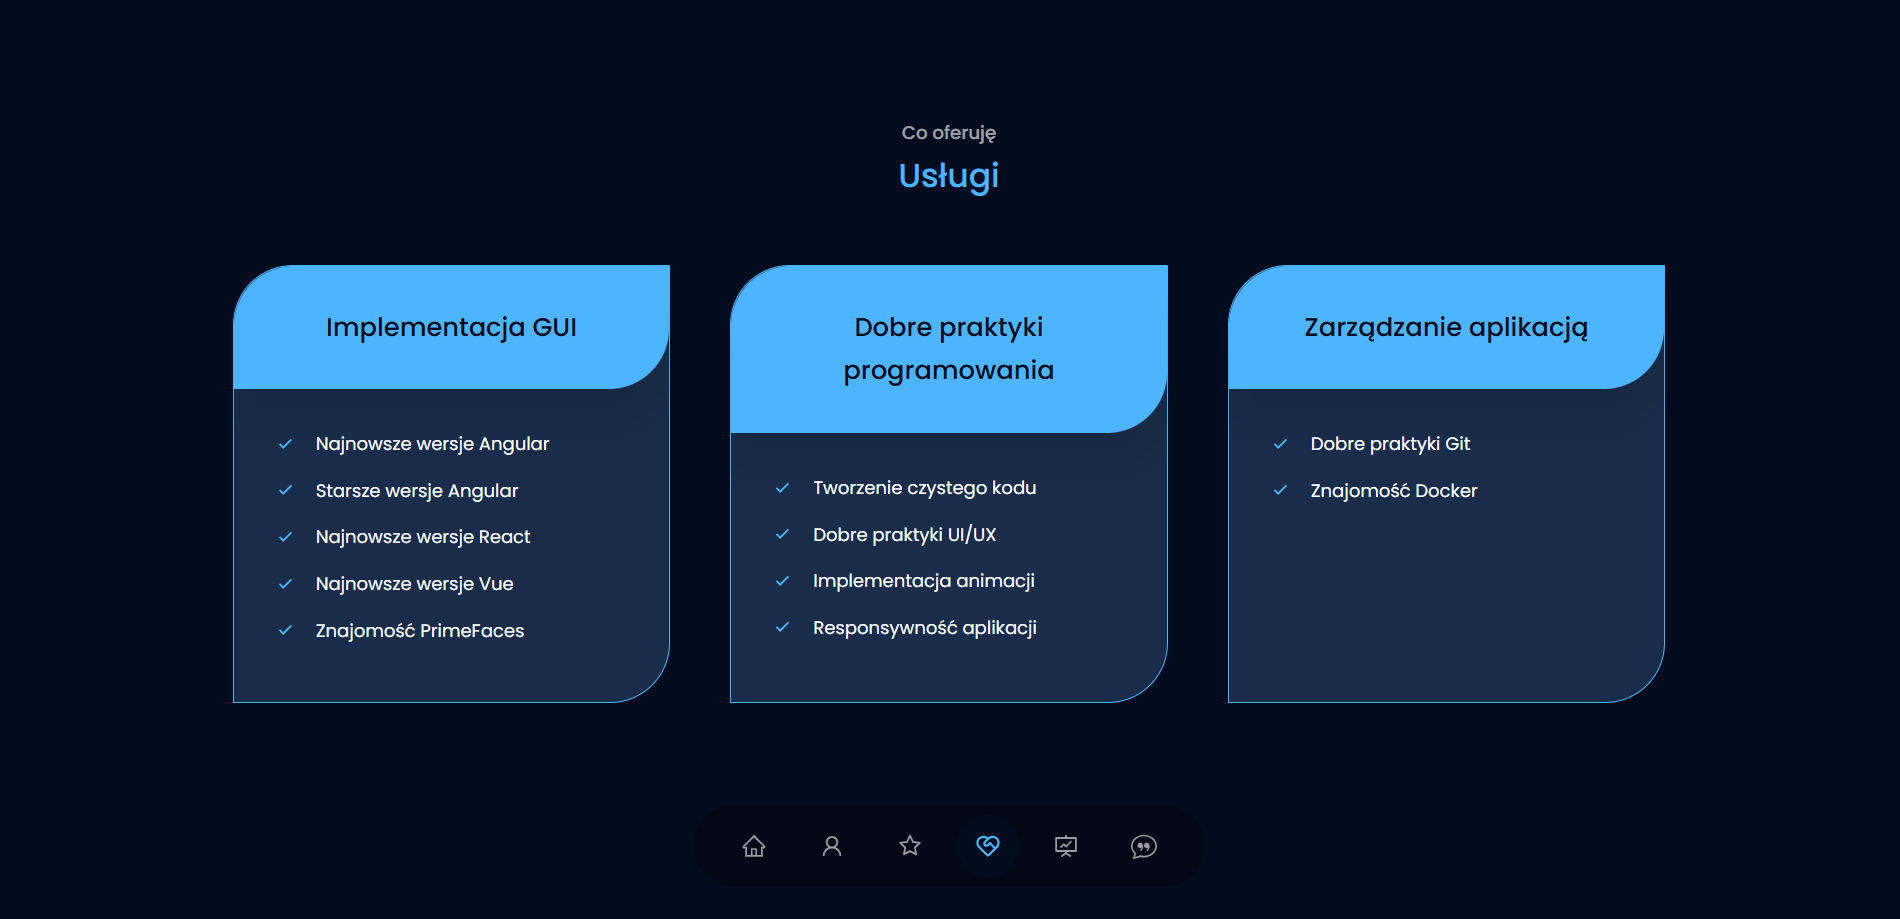 Co oferuję
Usługi
Implementacja GUI
Najnowsze wersje Angular
Starsze wersje Angular
Najnowsze wersje React
Najnowsze wersje Vue
Znajomość PrimeFaces
Dobre praktyki
programowania
Tworzenie czystego kodu
Dobre praktyki UI/UX
Implementacja animacji
Responsywność aplikacji
Zarządzanie aplikacją
Dobre praktyki Git
Znajomość Docker